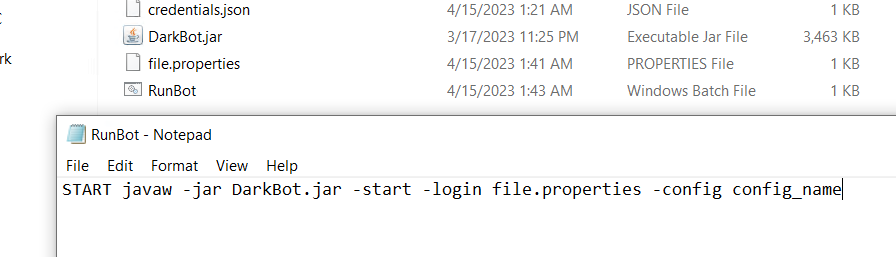 credentials.json 4/15/2023 1:21 AM JSON File 1 KB
DarkBot.jar 3/17/2023 11:25 PM Executable Jar File 3,463 KB
rk
file.properties 4/15/2023 1:41 AM PROPERTIES File 1 KB
RunBot 4/15/2023 1:43 AM Windows Batch File 1 KB
RunBot - Notepad
File Edit Format View Help
START javaw -jar DarkBot.jar -start -login file.properties -config config_name